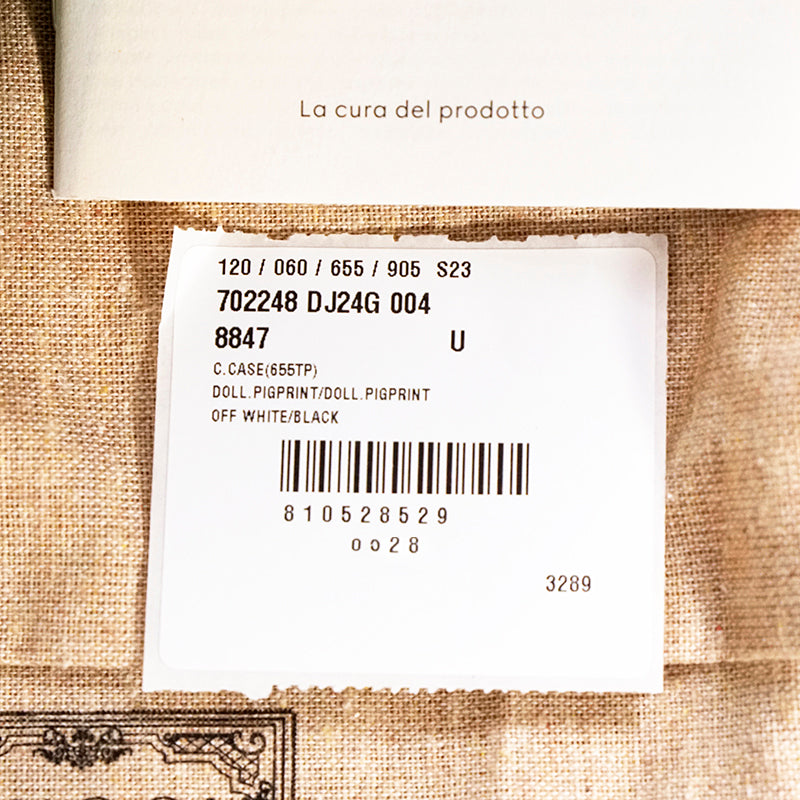 La cura del prodotto
120 / 060 / 655 / 905 S23
702248 DJ24G 004
8847 U
C.CASE(655TP)
DOLL.PIGPRINT/DOLL.PIGPRINT
OFF WHITE/BLACK
810528529
0028
3289